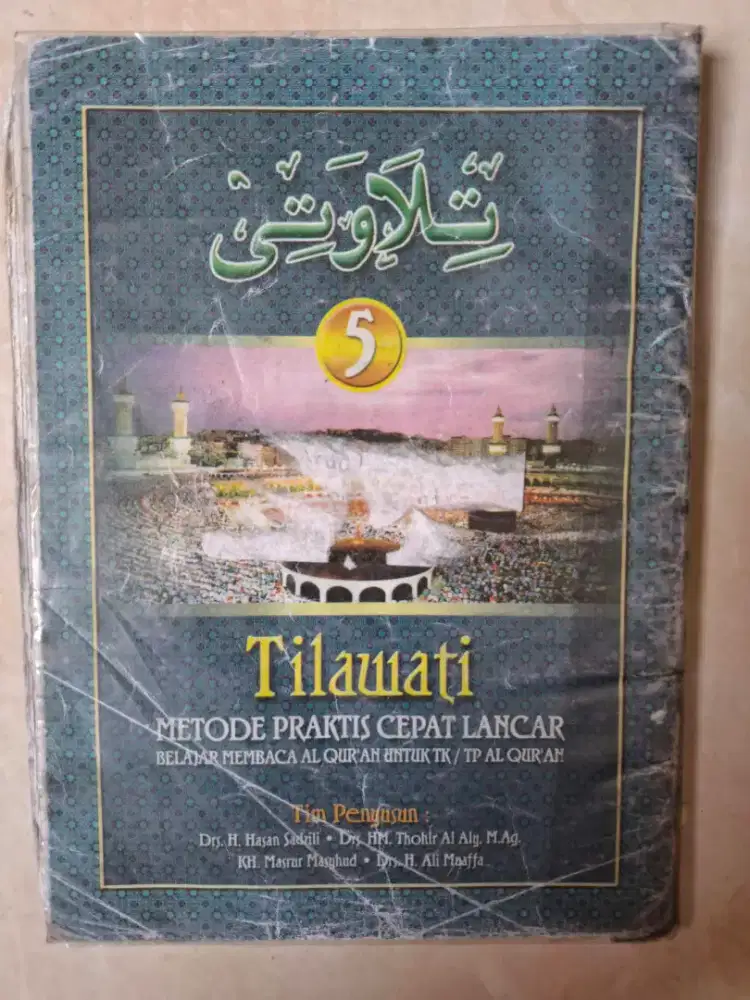 تِلَاوَتِىْ
5
Tilawati
METODE PRAKTIS CEPAT LANCAR
BELAJAR MEMBACA AL QUR'AN UNTUK TK / TP AL QUR'AN
Tim Penyusun :
Drs. H. Hasan Sadzili • Drs. HM. Thohir Al Aly, M.Ag.
KH. Masrur Masyhud • Drs. H. Ali Muaffa